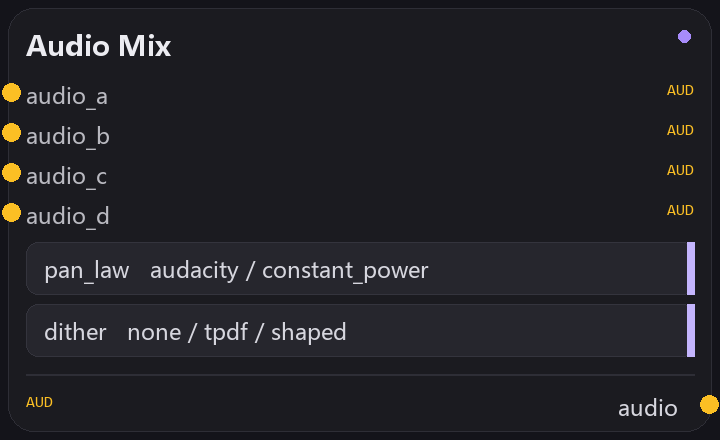 Audio Mix
audio_a AUD
audio_b AUD
audio_c AUD
audio_d AUD
pan_law audacity / constant_power
dither none / tpdf / shaped
AUD audio